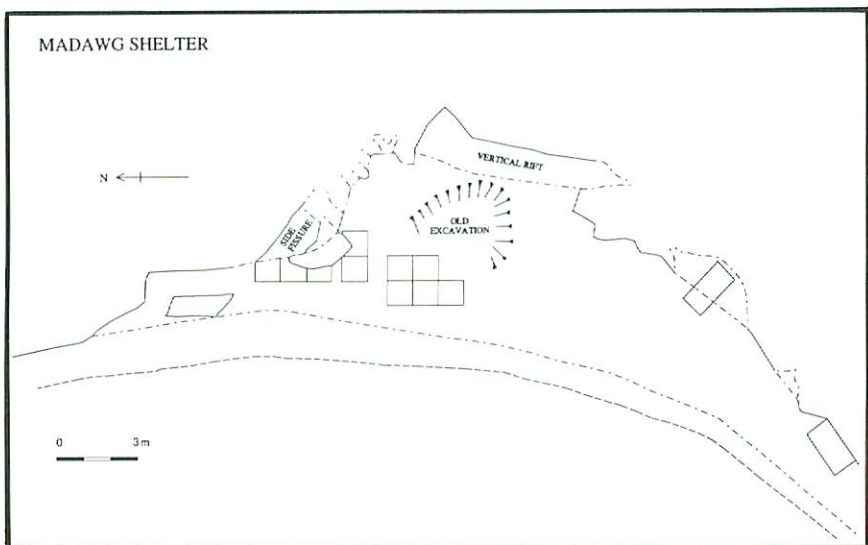 MADAWG SHELTER
VERTICAL RIFT
N
OLD
EXCAVATION
SIDE
FISSURE
0 3m